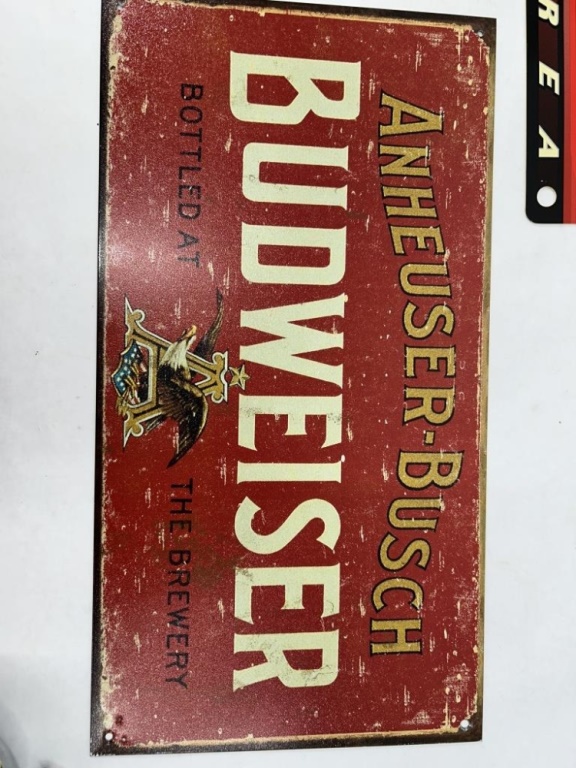 ANHEUSER-BUSCH
BUDWEISER
BOTTLED AT THE BREWERY
R E A